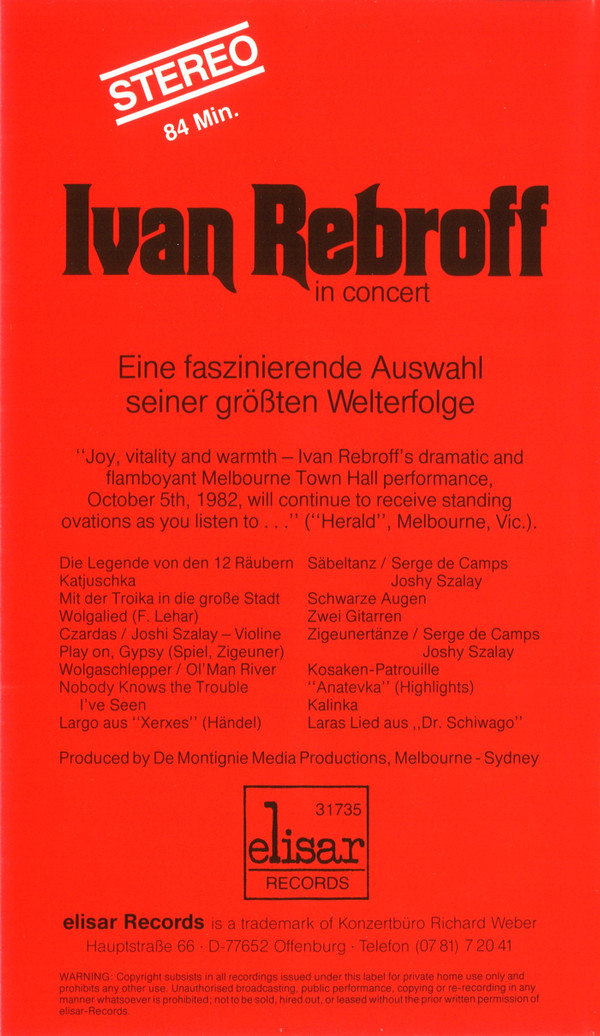 STEREO
84 Min.
Ivan Rebroff
in concert
Eine faszinierende Auswahl
seiner größten Welterfolge
"Joy, vitality and warmth – Ivan Rebroff's dramatic and
flamboyant Melbourne Town Hall performance,
October 5th, 1982, will continue to receive standing
ovations as you listen to . . ." ("Herald", Melbourne, Vic.).
Die Legende von den 12 Räubern
Katjuschka
Mit der Troika in die große Stadt
Wolgalied (F. Lehar)
Czardas / Joshi Szalay – Violine
Play on, Gypsy (Spiel, Zigeuner)
Wolgaschlepper / Ol'Man River
Nobody Knows the Trouble
I've Seen
Largo aus "Xerxes" (Händel)
Säbeltanz / Serge de Camps
Joshy Szalay
Schwarze Augen
Zwei Gitarren
Zigeunertänze / Serge de Camps
Joshy Szalay
Kosaken-Patrouille
"Anatevka" (Highlights)
Kalinka
Laras Lied aus ,,Dr. Schiwago"
Produced by De Montignie Media Productions, Melbourne - Sydney
31735
elisar
RECORDS
elisar Records is a trademark of Konzertbüro Richard Weber
Hauptstraße 66 · D-77652 Offenburg · Telefon (07 81) 7 20 41
WARNING: Copyright subsists in all recordings issued under this label for private home use only and
prohibits any other use. Unauthorised broadcasting, public performance, copying or re-recording in any
manner whatsoever is prohibited; not to be sold, hired out, or leased without the prior written permission of
elisar-Records.